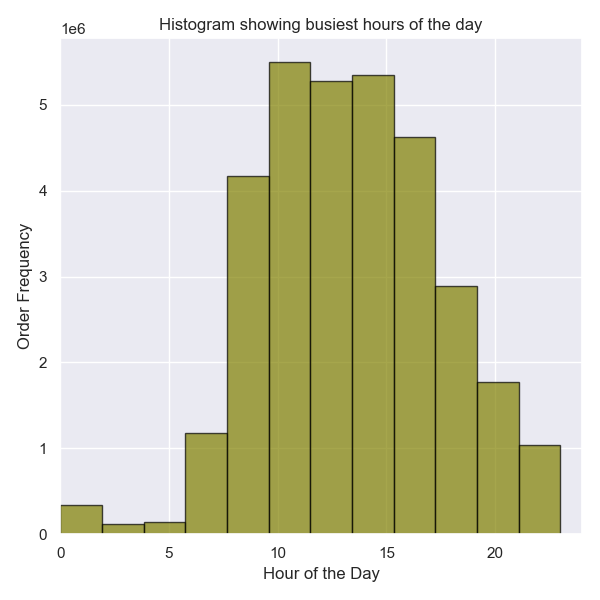 Histogram showing busiest hours of the day
1e6
5
4
3
2
1
0
Order Frequency
0 5 10 15 20
Hour of the Day